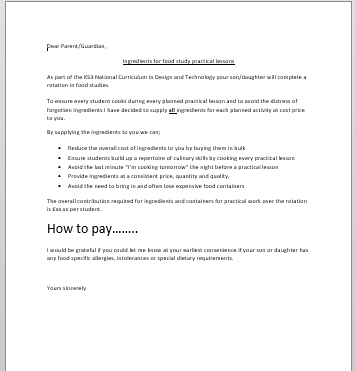 Dear Parent/Guardian,
Ingredients for food study practical lessons
As part of the KS3 National Curriculum in Design and Technology your son/daughter will complete a
rotation in food studies.
To ensure every student cooks during every planned practical lesson and to avoid the distress of
forgotten ingredients I have decided to supply all ingredients for each planned activity at cost price
to you.
By supplying the ingredients to you we can;
• Reduce the overall cost of ingredients to you by buying them in bulk
• Ensure students build up a repertoire of culinary skills by cooking every practical lesson
• Avoid the last minute "I'm cooking tomorrow" the night before a practical lesson
• Provide ingredients at a consistent price, quantity and quality.
• Avoid the need to bring in and often lose expensive food containers
The overall contribution required for ingredients and containers for practical work over the rotation
is £xx.xx per student.
How to pay……..
I would be grateful if you could let me know at your earliest convenience if your son or daughter has
any food specific allergies, intolerances or special dietary requirements.
Yours sincerely